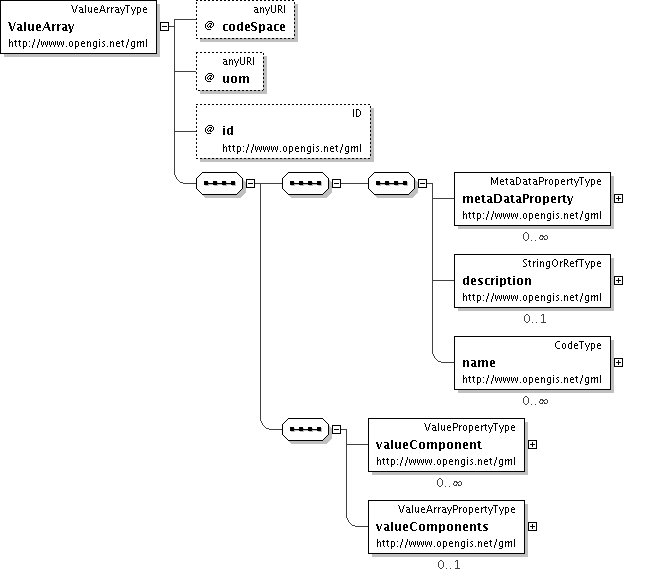 ValueArrayType
ValueArray
http://www.opengis.net/gml
anyURI
@ codeSpace
anyURI
@ uom
ID
@ id
http://www.opengis.net/gml
MetaDataPropertyType
metaDataProperty
http://www.opengis.net/gml
0..∞
StringOrRefType
description
http://www.opengis.net/gml
0..1
CodeType
name
http://www.opengis.net/gml
0..∞
ValuePropertyType
valueComponent
http://www.opengis.net/gml
0..∞
ValueArrayPropertyType
valueComponents
http://www.opengis.net/gml
0..1